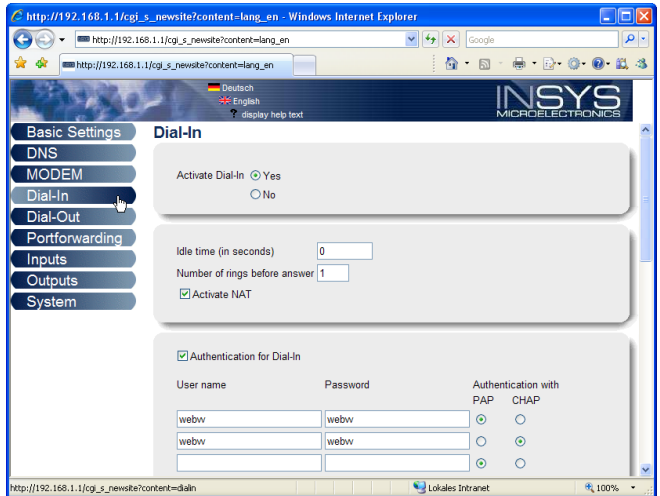 http://192.168.1.1/cgi_s_newsite?content=lang_en - Windows Internet Explorer
http://192.168.1.1/cgi_s_newsite?content=lang_en
Google
http://192.168.1.1/cgi_s_newsite?content=lang_en
Deutsch
English
? display help text
INSYS
MICROELECTRONICS
Basic Settings
DNS
MODEM
Dial-In
Dial-Out
Portforwarding
Inputs
Outputs
System
Dial-In
Activate Dial-In Yes
No
Idle time (in seconds) 0
Number of rings before answer 1
Activate NAT
Authentication for Dial-In
User name Password Authentication with
PAP CHAP
webvv webvv
webvv webvv
http://192.168.1.1/cgi_s_newsite?content=dialin Lokales Intranet 100%